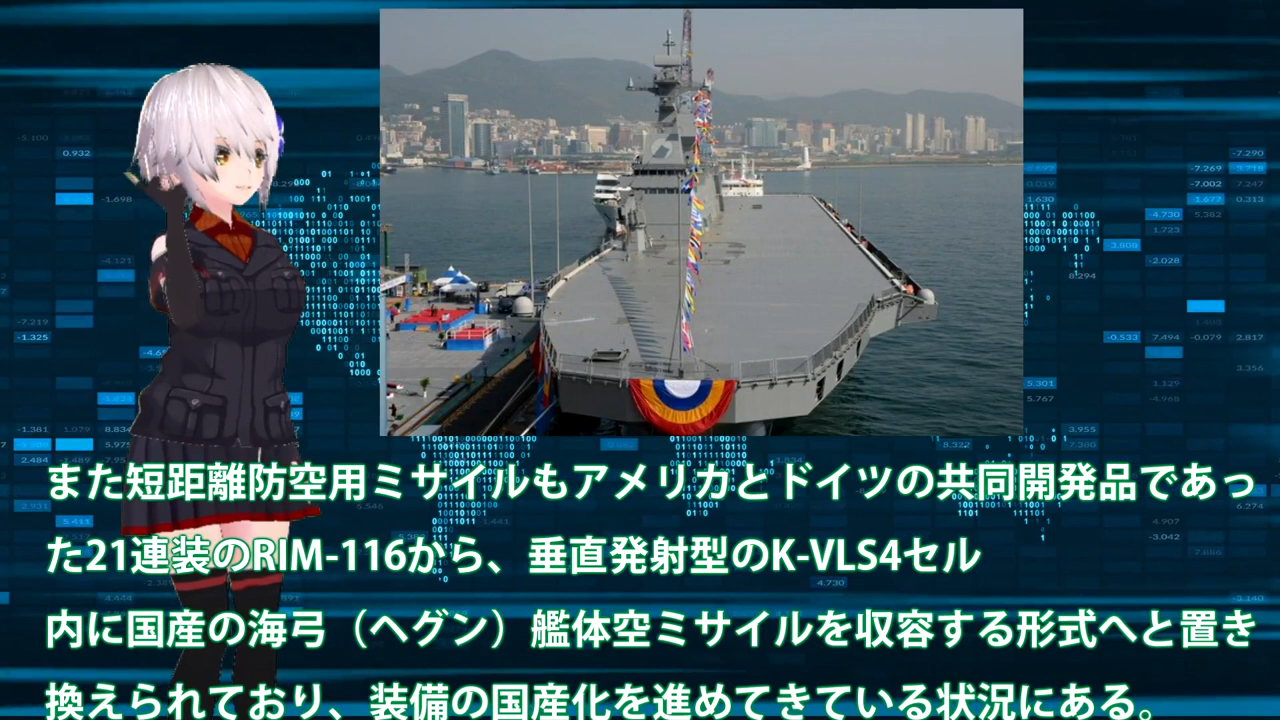 また短距離防空用ミサイルもアメリカとドイツの共同開発品であっ
た21連装のRIM-116から、垂直発射型のK-VLS4セル
内に国産の海弓（ヘグン）艦体空ミサイルを収容する形式へと置き
換えられており、装備の国産化を進めてきている状況にある。